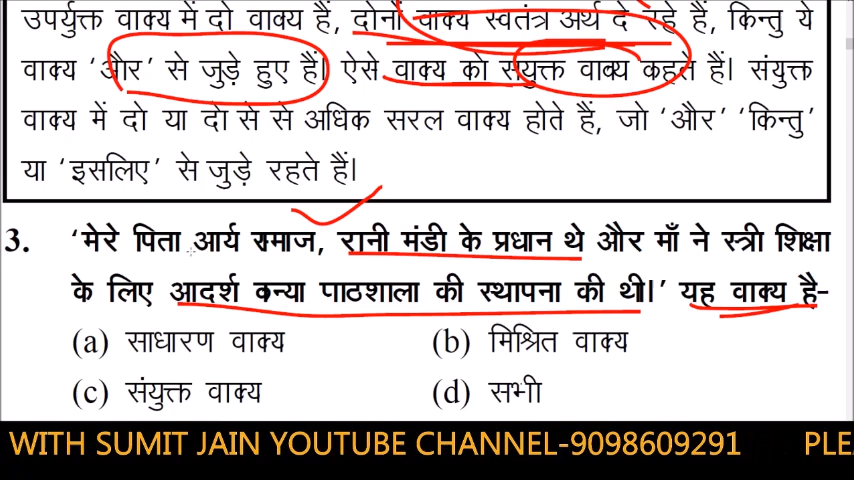 उपर्युक्त वाक्य में दो वाक्य हैं, दोनों वाक्य स्वतंत्र अर्थ दे रहे हैं, किन्तु ये
वाक्य ‘और’ से जुड़े हुए हैं। ऐसे वाक्य को संयुक्त वाक्य कहते हैं। संयुक्त
वाक्य में दो या दो से से अधिक सरल वाक्य होते हैं, जो ‘और’ ‘किन्तु’
या ‘इसलिए’ से जुड़े रहते हैं।
3. ‘मेरे पिता आर्य समाज, रानी मंडी के प्रधान थे और माँ ने स्त्री शिक्षा
के लिए आदर्श कन्या पाठशाला की स्थापना की थी।’ यह वाक्य है-
(a) साधारण वाक्य (b) मिश्रित वाक्य
(c) संयुक्त वाक्य (d) सभी
WITH SUMIT JAIN YOUTUBE CHANNEL-9098609291 PLE